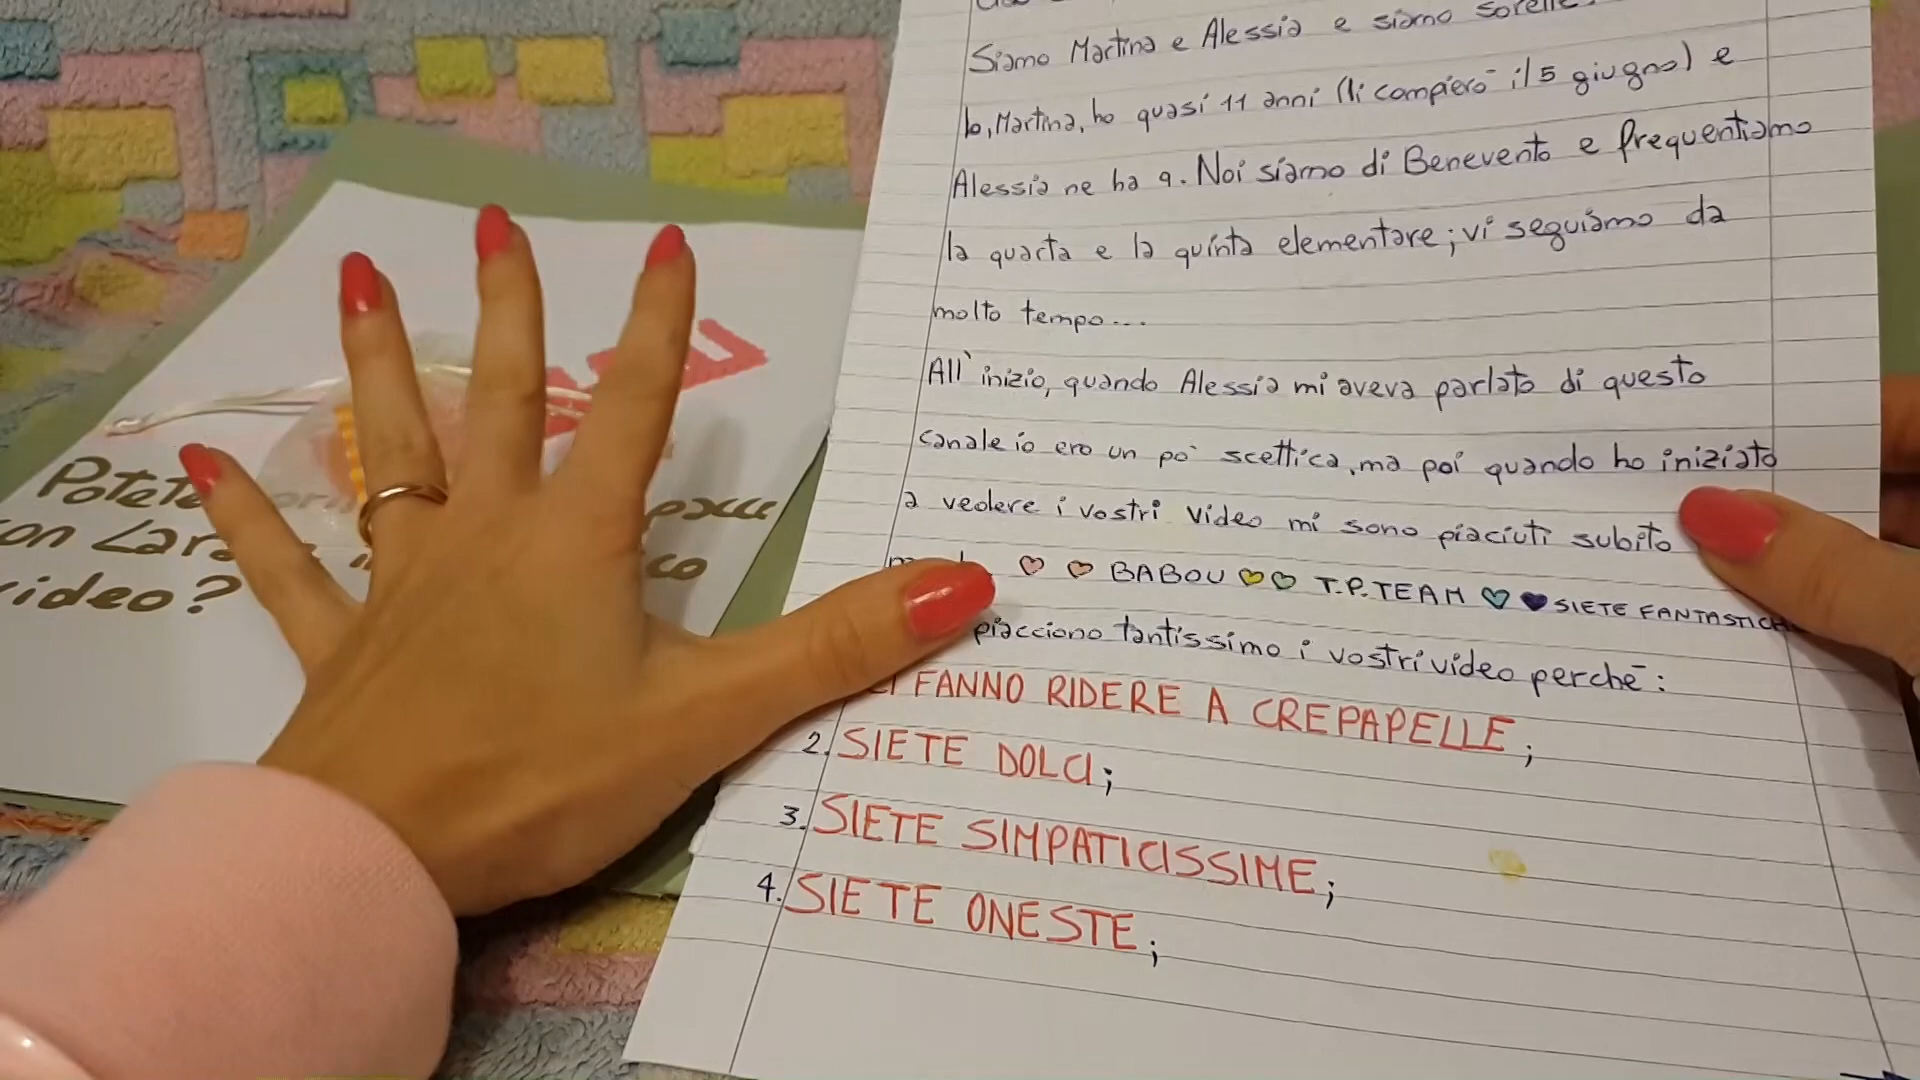 Siamo Martina e Alessia e siamo sorelle.
Io, Martina, ho quasi 11 anni (li compierò il 5 giugno) e
Alessia ne ha 9. Noi siamo di Benevento e frequentiamo
la quarta e la quinta elementare; vi seguiamo da
molto tempo...
All'inizio, quando Alessia mi aveva parlato di questo
canale io ero un po' scettica, ma poi quando ho iniziato
a vedere i vostri video mi sono piaciuti subito
♡ ♡ BABOU ♡♡ T.P.TEAM ♡ ♥ SIETE FANTASTICH
piacciono tantissimo i vostri video perché:
CI FANNO RIDERE A CREPAPELLE;
2. SIETE DOLCI;
3. SIETE SIMPATICISSIME;
4. SIETE ONESTE;
Potete
on Lara
video?